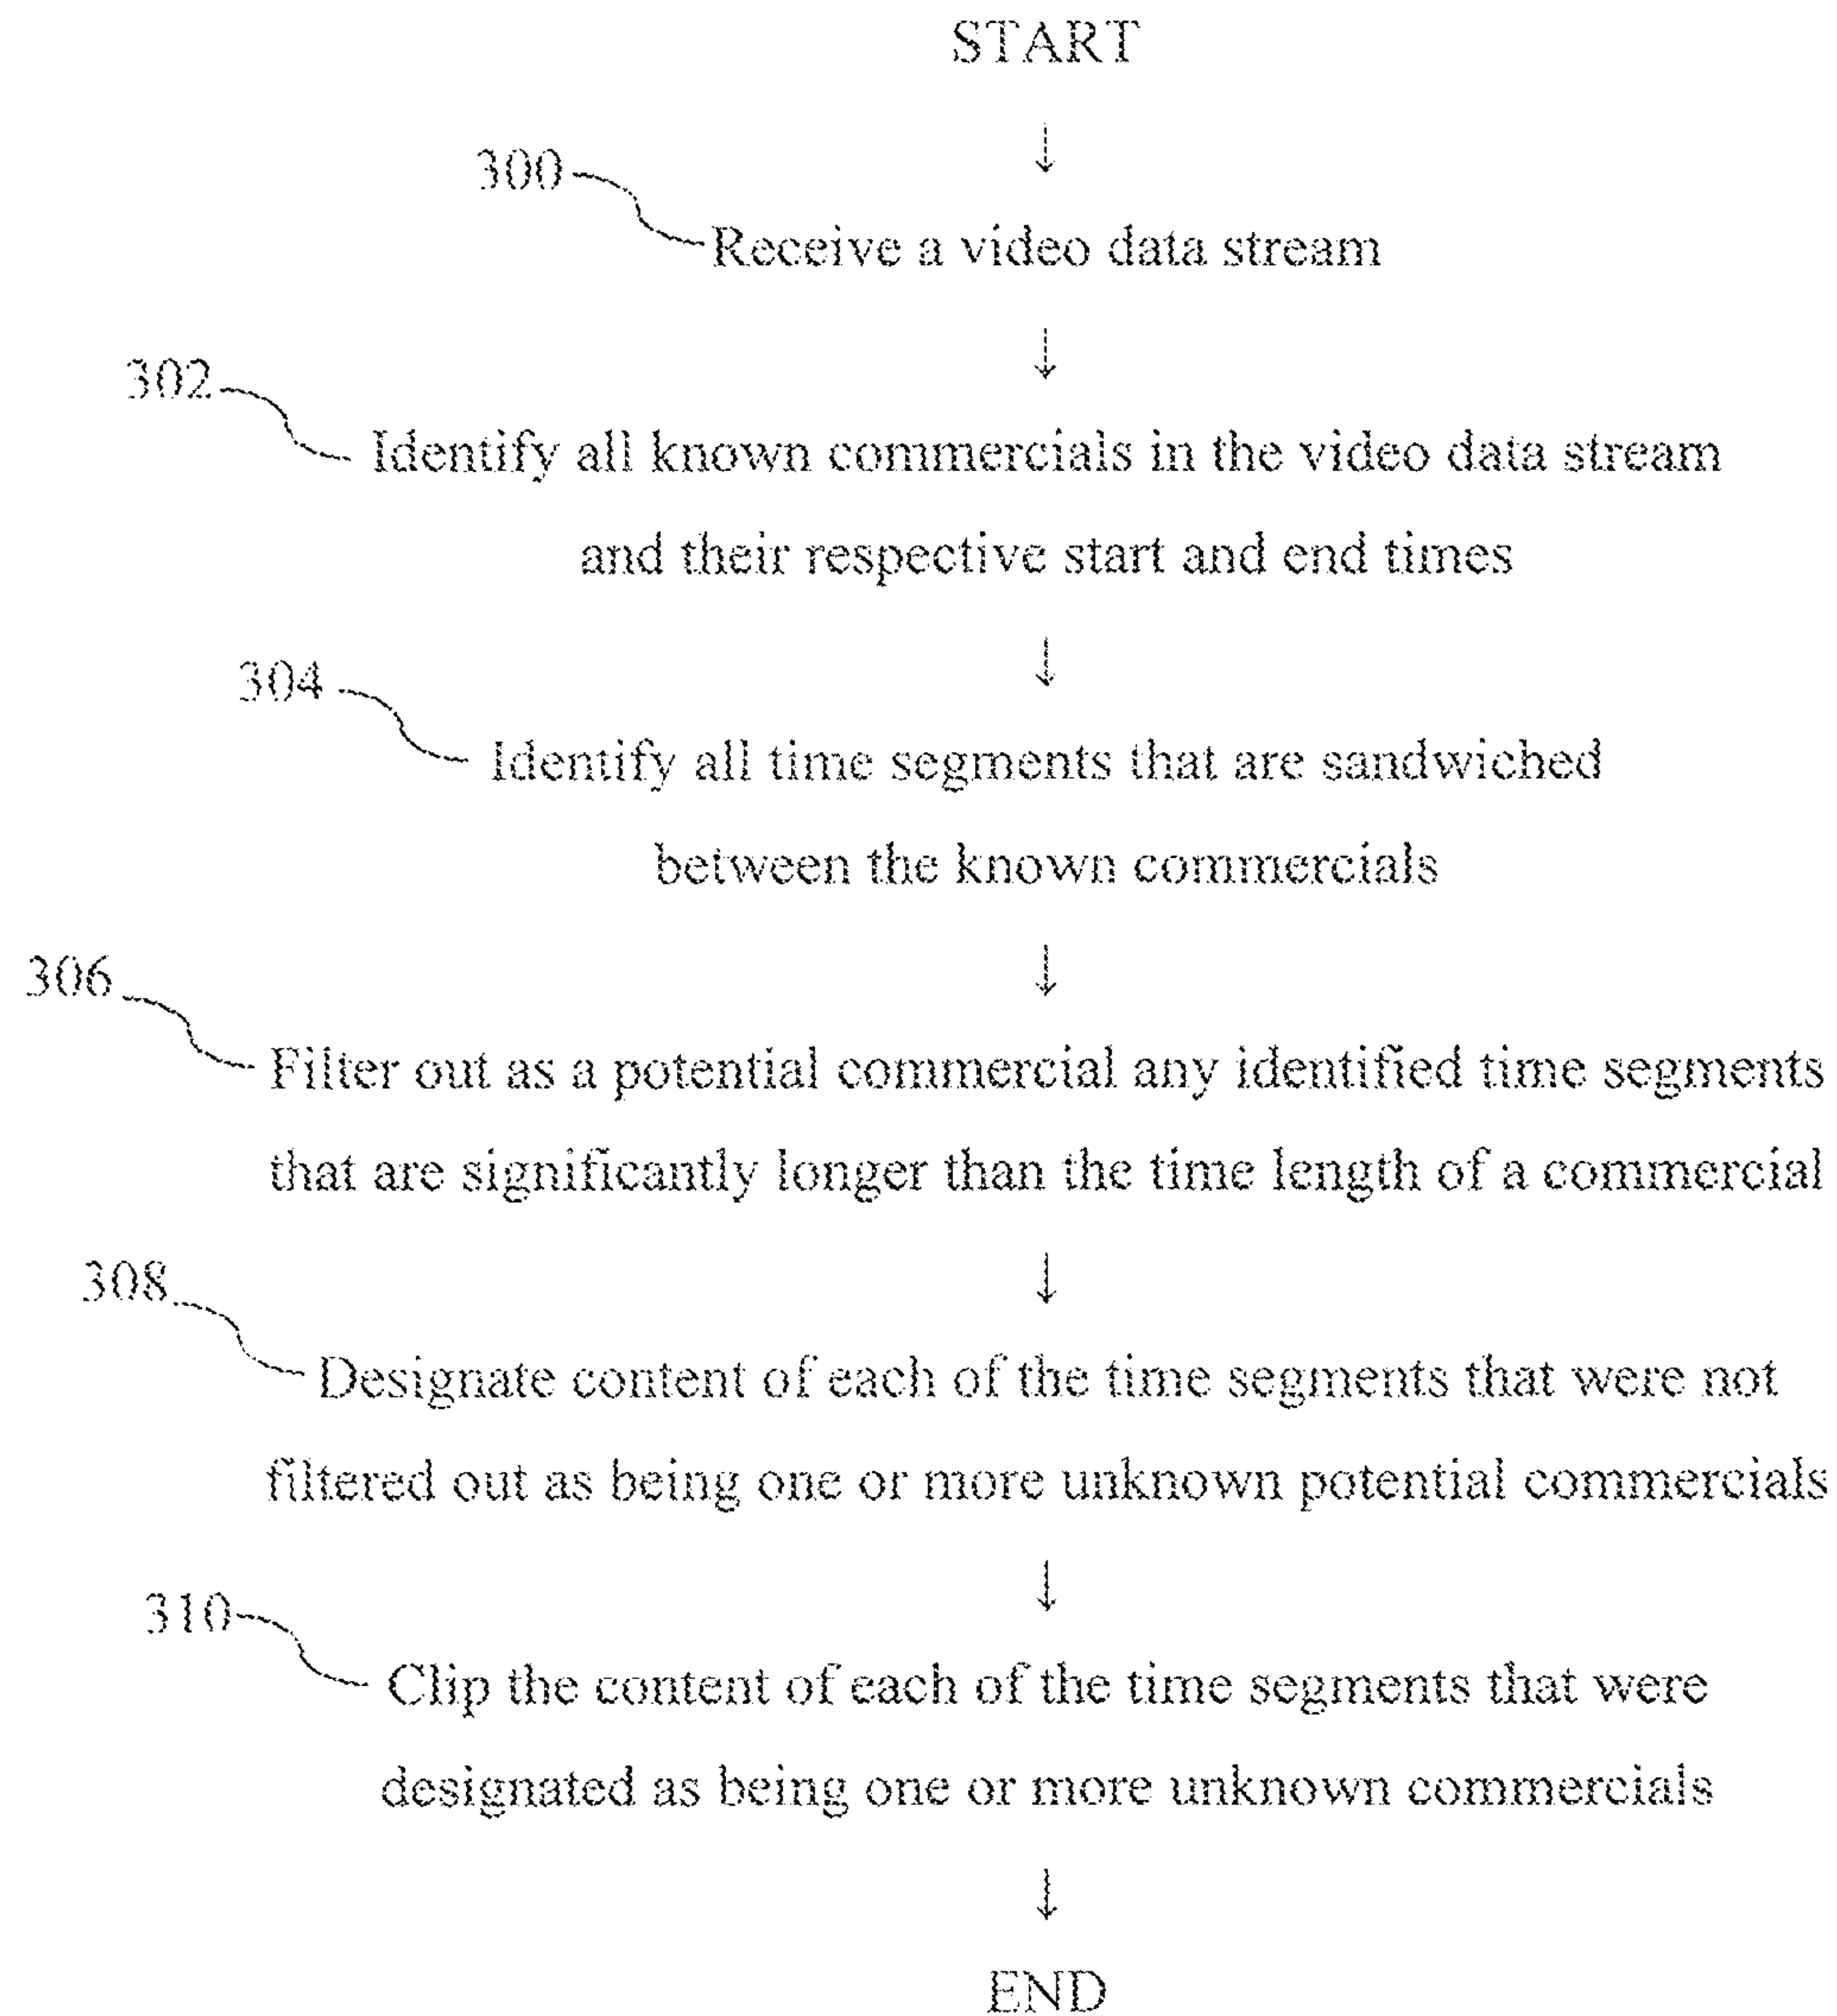 START
↓
300
Receive a video data stream
↓
302
Identify all known commercials in the video data stream
and their respective start and end times
↓
304
Identify all time segments that are sandwiched
between the known commercials
↓
306
Filter out as a potential commercial any identified time segments
that are significantly longer than the time length of a commercial
↓
308
Designate content of each of the time segments that were not
filtered out as being one or more unknown potential commercials
↓
310
Clip the content of each of the time segments that were
designated as being one or more unknown commercials
↓
END